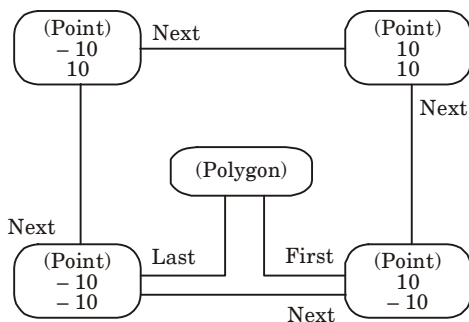 (Point)
– 10
10
Next
(Point)
10
10
Next
(Polygon)
Next
(Point)
– 10
– 10
Last
First
(Point)
10
– 10
Next